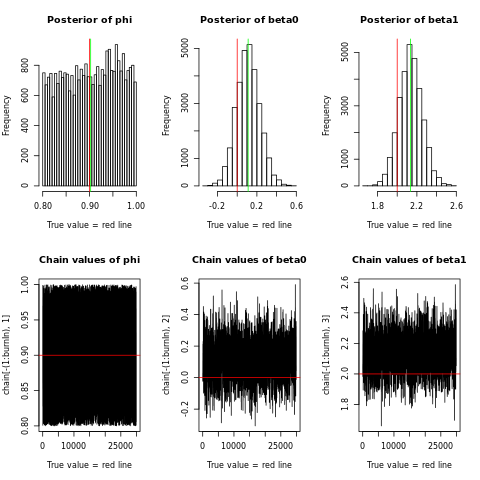 Posterior of phi
Posterior of beta0
Posterior of beta1
Frequency
0 200 400 600 800
0.80 0.90 1.00
True value = red line
Frequency
0 1000 3000 5000
-0.2 0.2 0.6
True value = red line
Frequency
0 1000 3000 5000
1.8 2.2 2.6
True value = red line
Chain values of phi
Chain values of beta0
Chain values of beta1
chain[-(1:burnIn), 1]
0.80 0.85 0.90 0.95 1.00
0 10000 25000
True value = red line
chain[-(1:burnIn), 2]
-0.2 0.0 0.2 0.4 0.6
0 10000 25000
True value = red line
chain[-(1:burnIn), 3]
1.8 2.0 2.2 2.4 2.6
0 10000 25000
True value = red line